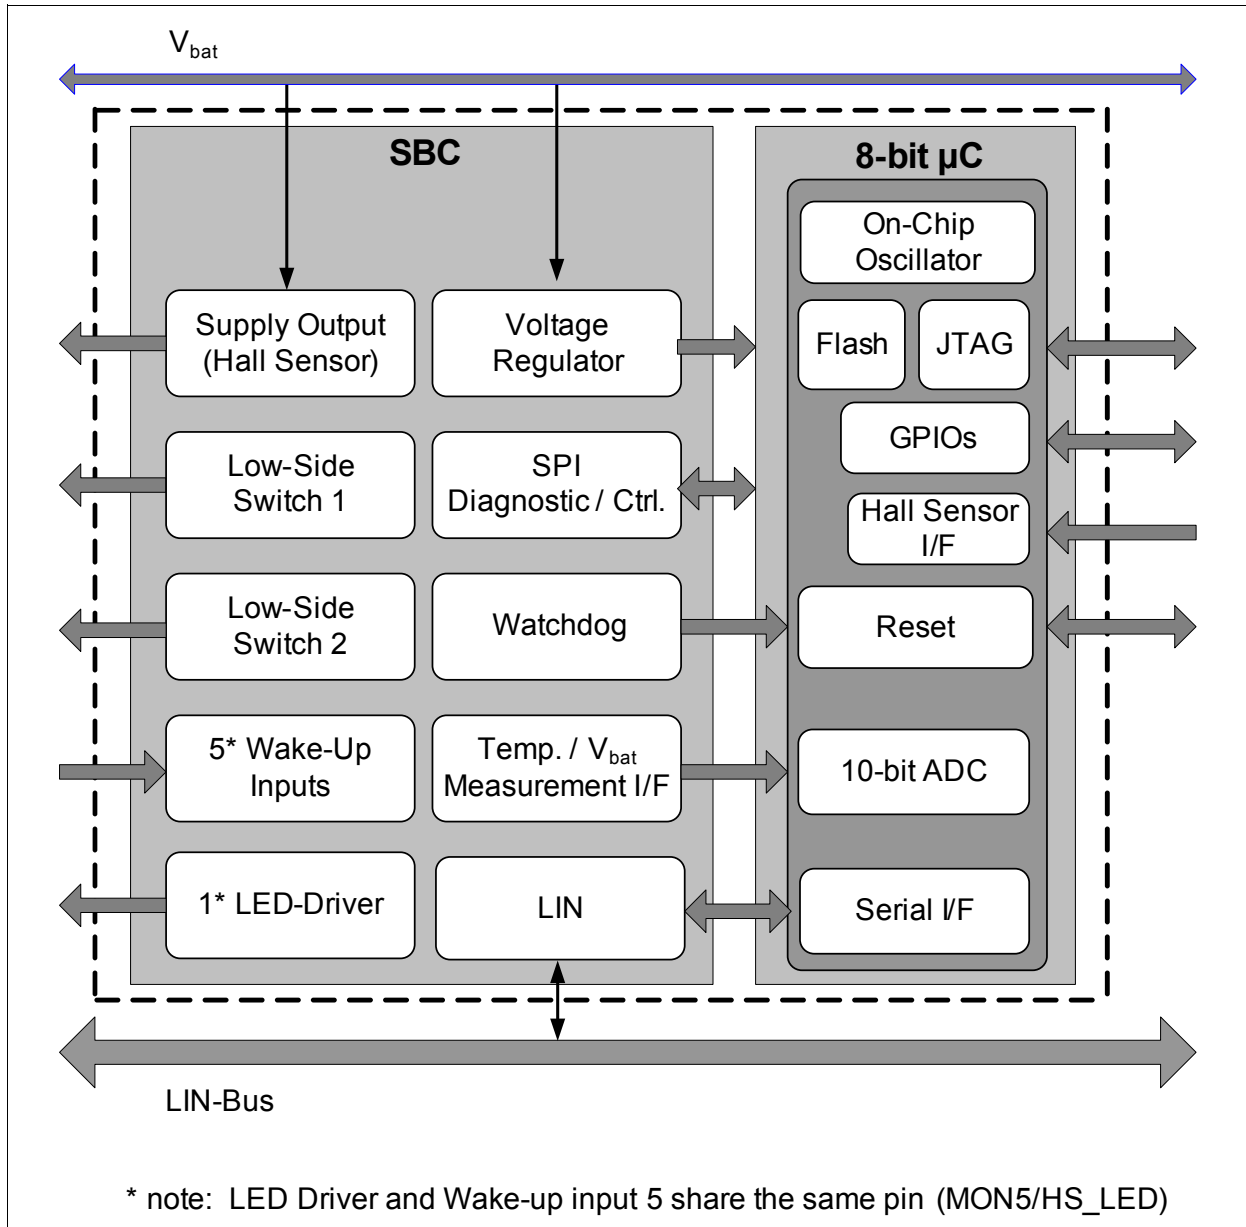 Vbat
SBC
8-bit µC
On-Chip
Oscillator
Supply Output
(Hall Sensor)
Voltage
Regulator
Flash
JTAG
GPIOs
Low-Side
Switch 1
SPI
Diagnostic / Ctrl.
Hall Sensor
I/F
Low-Side
Switch 2
Watchdog
Reset
5* Wake-Up
Inputs
Temp. / Vbat
Measurement I/F
10-bit ADC
1* LED-Driver
LIN
Serial I/F
LIN-Bus
* note: LED Driver and Wake-up input 5 share the same pin (MON5/HS_LED)